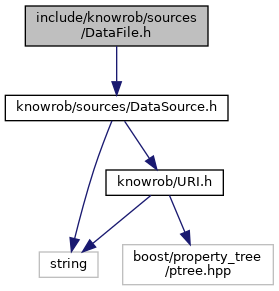 include/knowrob/sources
/DataFile.h
knowrob/sources/DataSource.h
knowrob/URI.h
string
boost/property_tree
/ptree.hpp